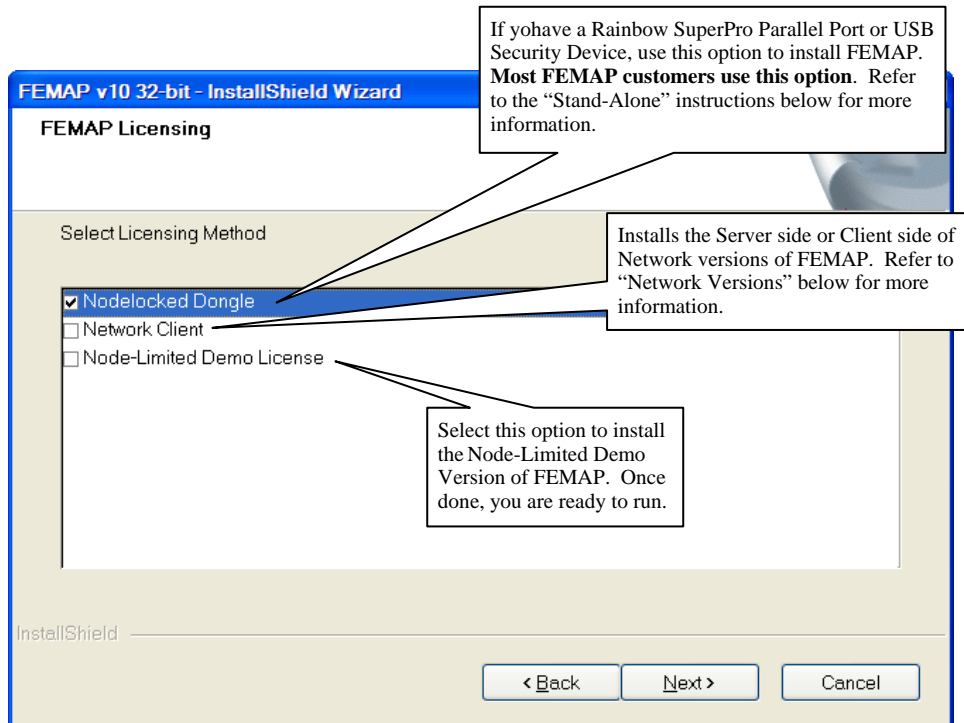 If yohave a Rainbow SuperPro Parallel Port or USB
Security Device, use this option to install FEMAP.
Most FEMAP customers use this option. Refer
to the “Stand-Alone” instructions below for more
information.
FEMAP v10 32-bit - InstallShield Wizard
FEMAP Licensing
Select Licensing Method
Installs the Server side or Client side of
Network versions of FEMAP. Refer to
“Network Versions” below for more
information.
Nodelocked Dongle
Network Client
Node-Limited Demo License
Select this option to install
the Node-Limited Demo
Version of FEMAP. Once
done, you are ready to run.
InstallShield
< Back
Next >
Cancel